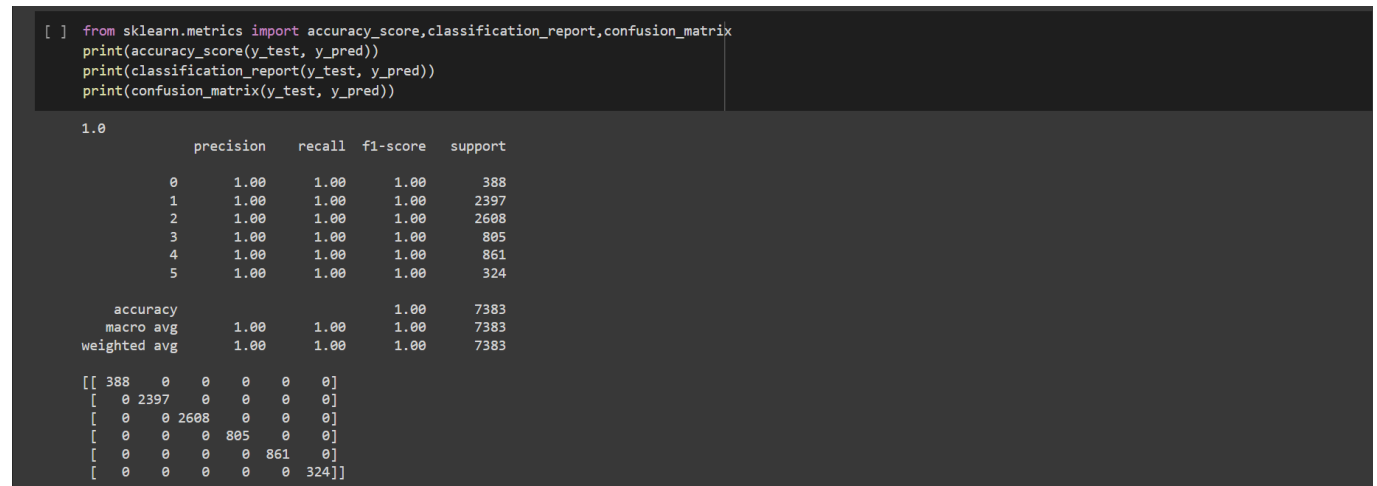 [ ] from sklearn.metrics import accuracy_score,classification_report,confusion_matrix
print(accuracy_score(y_test, y_pred))
print(classification_report(y_test, y_pred))
print(confusion_matrix(y_test, y_pred))
1.0
precision recall f1-score support
0 1.00 1.00 1.00 388
1 1.00 1.00 1.00 2397
2 1.00 1.00 1.00 2608
3 1.00 1.00 1.00 805
4 1.00 1.00 1.00 861
5 1.00 1.00 1.00 324
accuracy 1.00 7383
macro avg 1.00 1.00 1.00 7383
weighted avg 1.00 1.00 1.00 7383
[[ 388 0 0 0 0 0]
[ 0 2397 0 0 0 0]
[ 0 0 2608 0 0 0]
[ 0 0 0 805 0 0]
[ 0 0 0 0 861 0]
[ 0 0 0 0 0 324]]